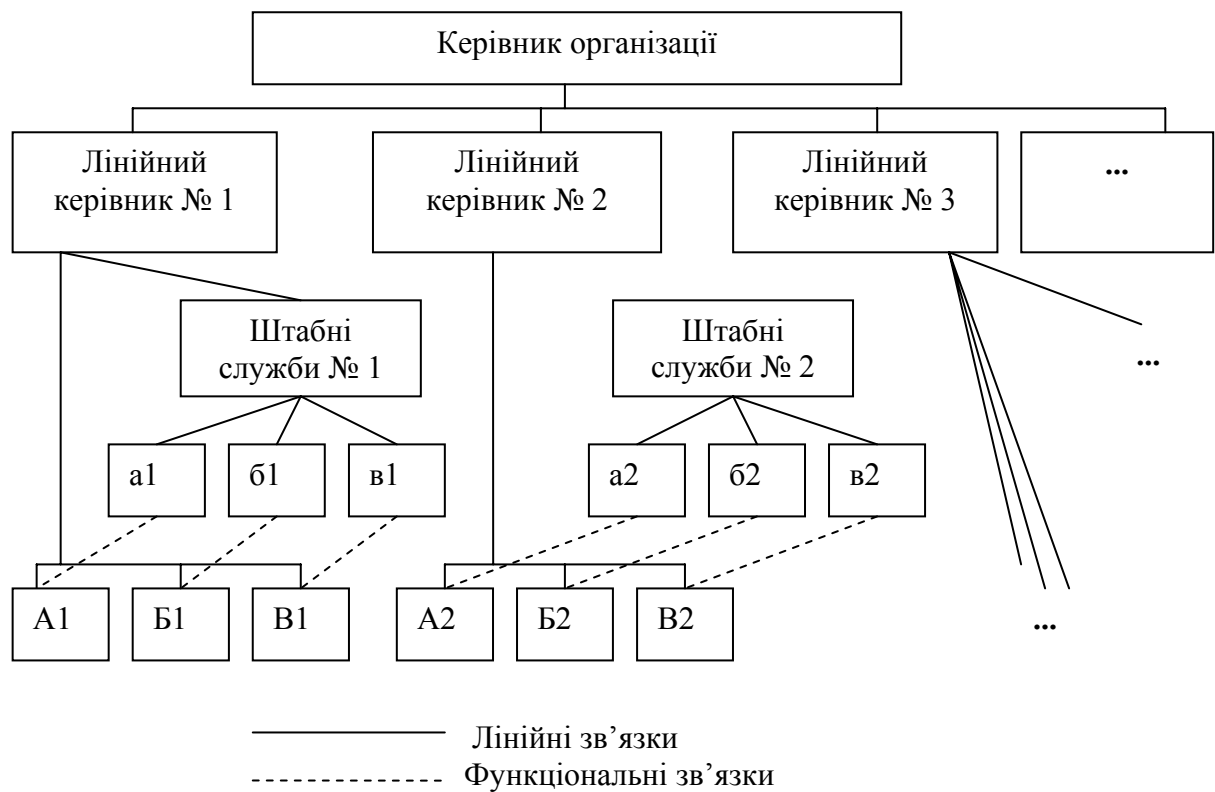 Керівник організації
Лінійний
керівник № 1
Лінійний
керівник № 2
Лінійний
керівник № 3
...
Штабні
служби № 1
Штабні
служби № 2
...
а1
б1
в1
а2
б2
в2
А1
Б1
В1
А2
Б2
В2
...
Лінійні зв’язки
Функціональні зв’язки